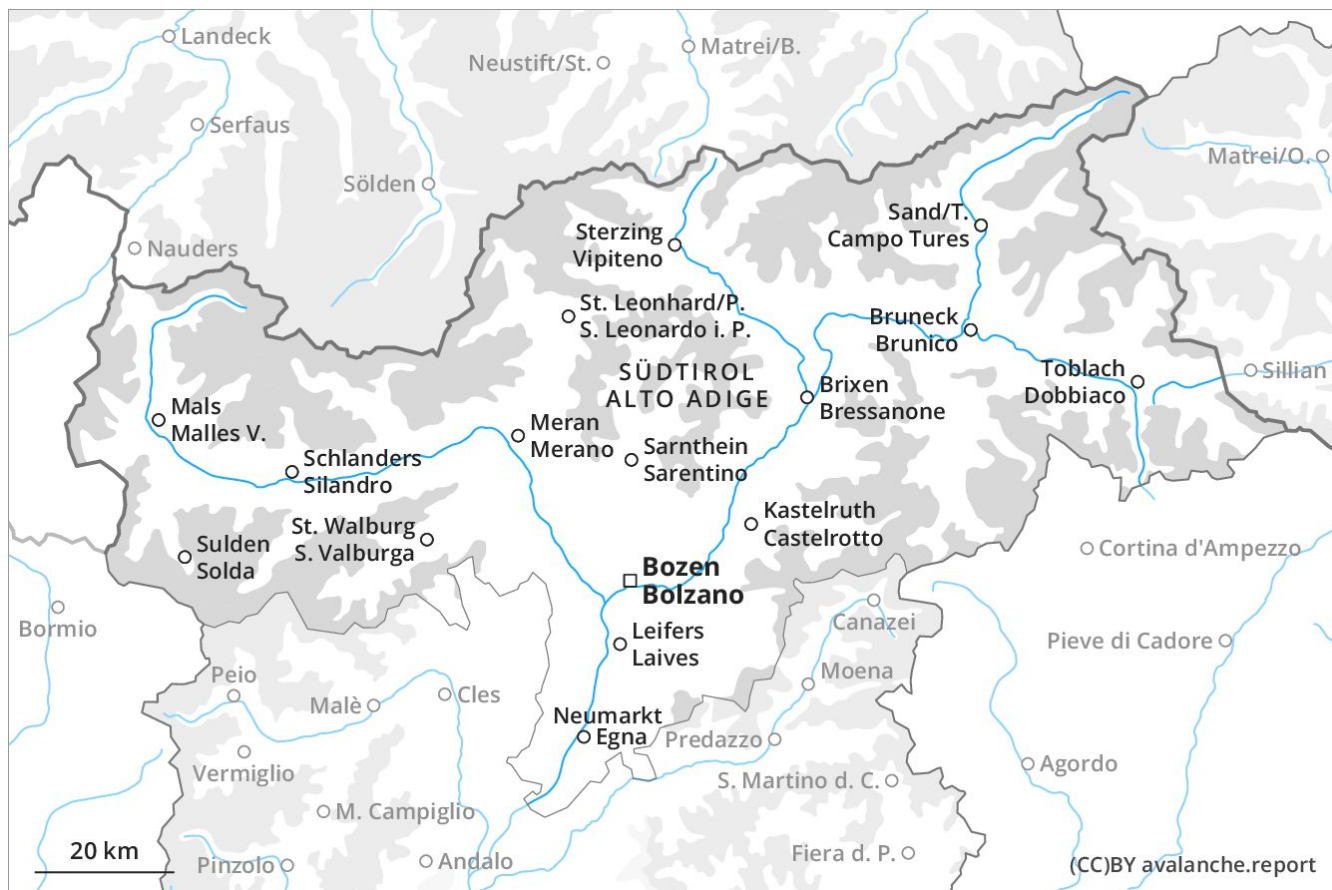 Landeck
Matrei/B.
Neustift/St.
Serfaus
Matrei/O.
Sölden
Sand/T.
Campo Tures
Sterzing
Vipiteno
Nauders
St. Leonhard/P.
S. Leonardo i. P.
Bruneck
Brunico
SÜDTIROL
ALTO ADIGE
Toblach
Dobbiaco
Sillian
Brixen
Bressanone
Mals
Malles V.
Meran
Merano
Sarnthein
Sarentino
Schlanders
Silandro
Kastelruth
Castelrotto
St. Walburg
S. Valburga
Sulden
Solda
Cortina d'Ampezzo
Bozen
Bolzano
Bormio
Canazei
Leifers
Laives
Pieve di Cadore
Peio
Moena
Malè
Cles
Neumarkt
Egna
Predazzo
Vermiglio
Agordo
S. Martino d. C.
M. Campiglio
20 km
Pinzolo
Andalo
Fiera d. P.
(CC)BY avalanche.report